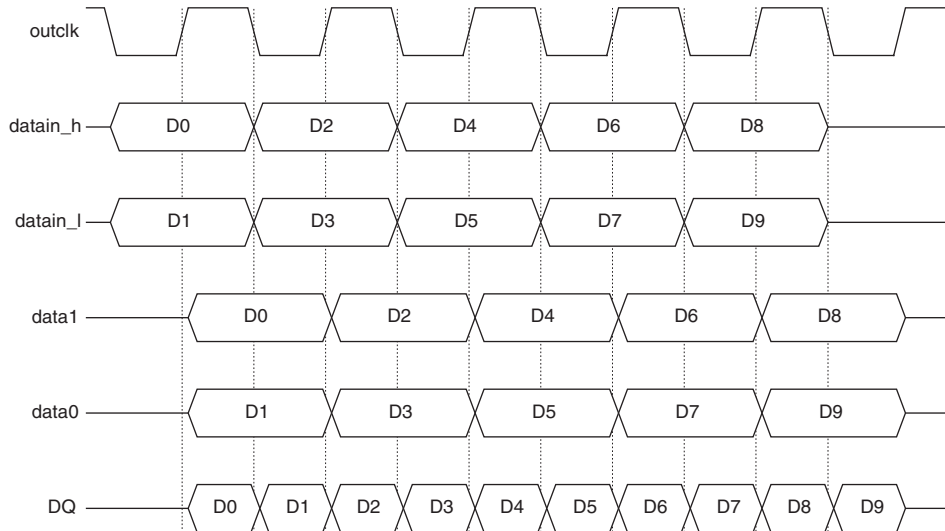 outclk
datain_h D0 D2 D4 D6 D8
datain_l D1 D3 D5 D7 D9
data1 D0 D2 D4 D6 D8
data0 D1 D3 D5 D7 D9
DQ D0 D1 D2 D3 D4 D5 D6 D7 D8 D9